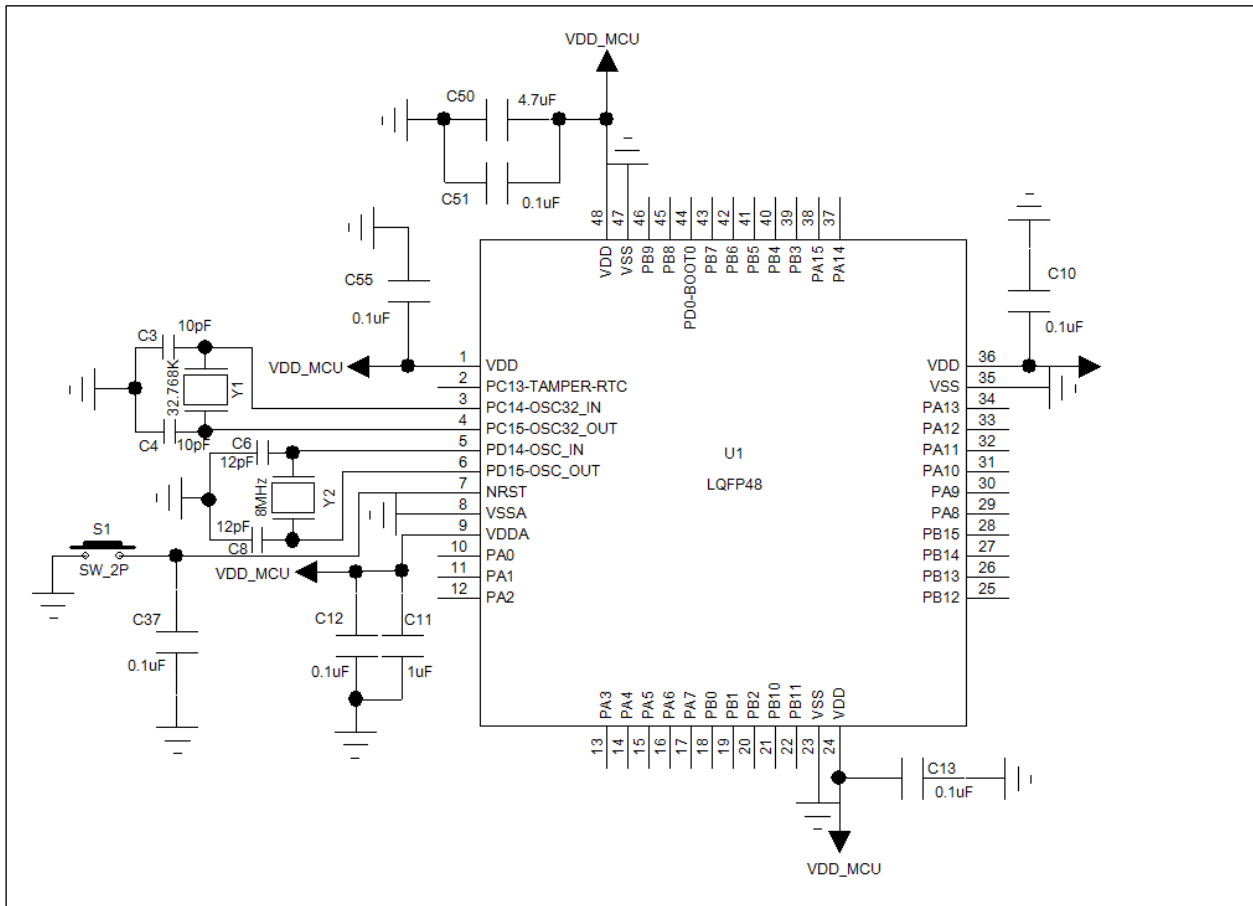 VDD_MCU
C50
4.7uF
C51
0.1uF
48
47
46
45
44
43
42
41
40
39
38
37
VDD
VSS
PB9
PB8
PD0-BOOT0
PB7
PB6
PB5
PB4
PB3
PA15
PA14
C55
0.1uF
C10
0.1uF
VDD_MCU
C3
10pF
32.768K
Y1
C4
10pF
C6
12pF
8MHz
Y2
12pF
C8
S1
SW_2P
C37
0.1uF
VDD_MCU
C12
0.1uF
C11
1uF
1 VDD
2 PC13-TAMPER-RTC
3 PC14-OSC32_IN
4 PC15-OSC32_OUT
5 PD14-OSC_IN
6 PD15-OSC_OUT
7 NRST
8 VSSA
9 VDDA
10 PA0
11 PA1
12 PA2
U1
LQFP48
VDD 36
VSS 35
PA13 34
PA12 33
PA11 32
PA10 31
PA9 30
PA8 29
PB15 28
PB14 27
PB13 26
PB12 25
PA3
PA4
PA5
PA6
PA7
PB0
PB1
PB2
PB10
PB11
VSS
VDD
13
14
15
16
17
18
19
20
21
22
23
24
C13
0.1uF
VDD_MCU